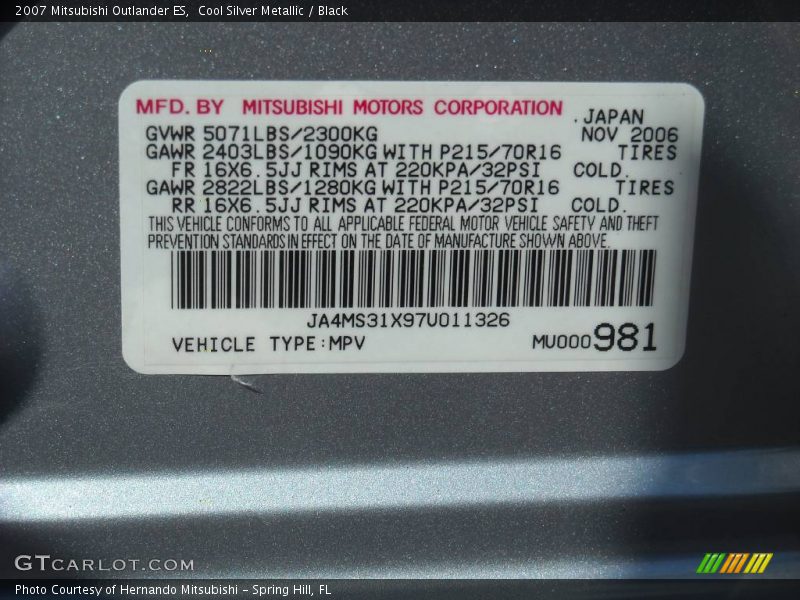 2007 Mitsubishi Outlander ES,  Cool Silver Metallic / Black
MFD. BY MITSUBISHI MOTORS CORPORATION .JAPAN
GVWR 5071LBS/2300KG NOV 2006
GAWR 2403LBS/1090KG WITH P215/70R16 TIRES
FR 16X6.5JJ RIMS AT 220KPA/32PSI COLD.
GAWR 2822LBS/1280KG WITH P215/70R16 TIRES
RR 16X6.5JJ RIMS AT 220KPA/32PSI COLD.
THIS VEHICLE CONFORMS TO ALL APPLICABLE FEDERAL MOTOR VEHICLE SAFETY AND THEFT
PREVENTION STANDARDS IN EFFECT ON THE DATE OF MANUFACTURE SHOWN ABOVE.
JA4MS31X97U011326
VEHICLE TYPE:MPV MU000981
GTCARLOT.COM
Photo Courtesy of Hernando Mitsubishi - Spring Hill, FL